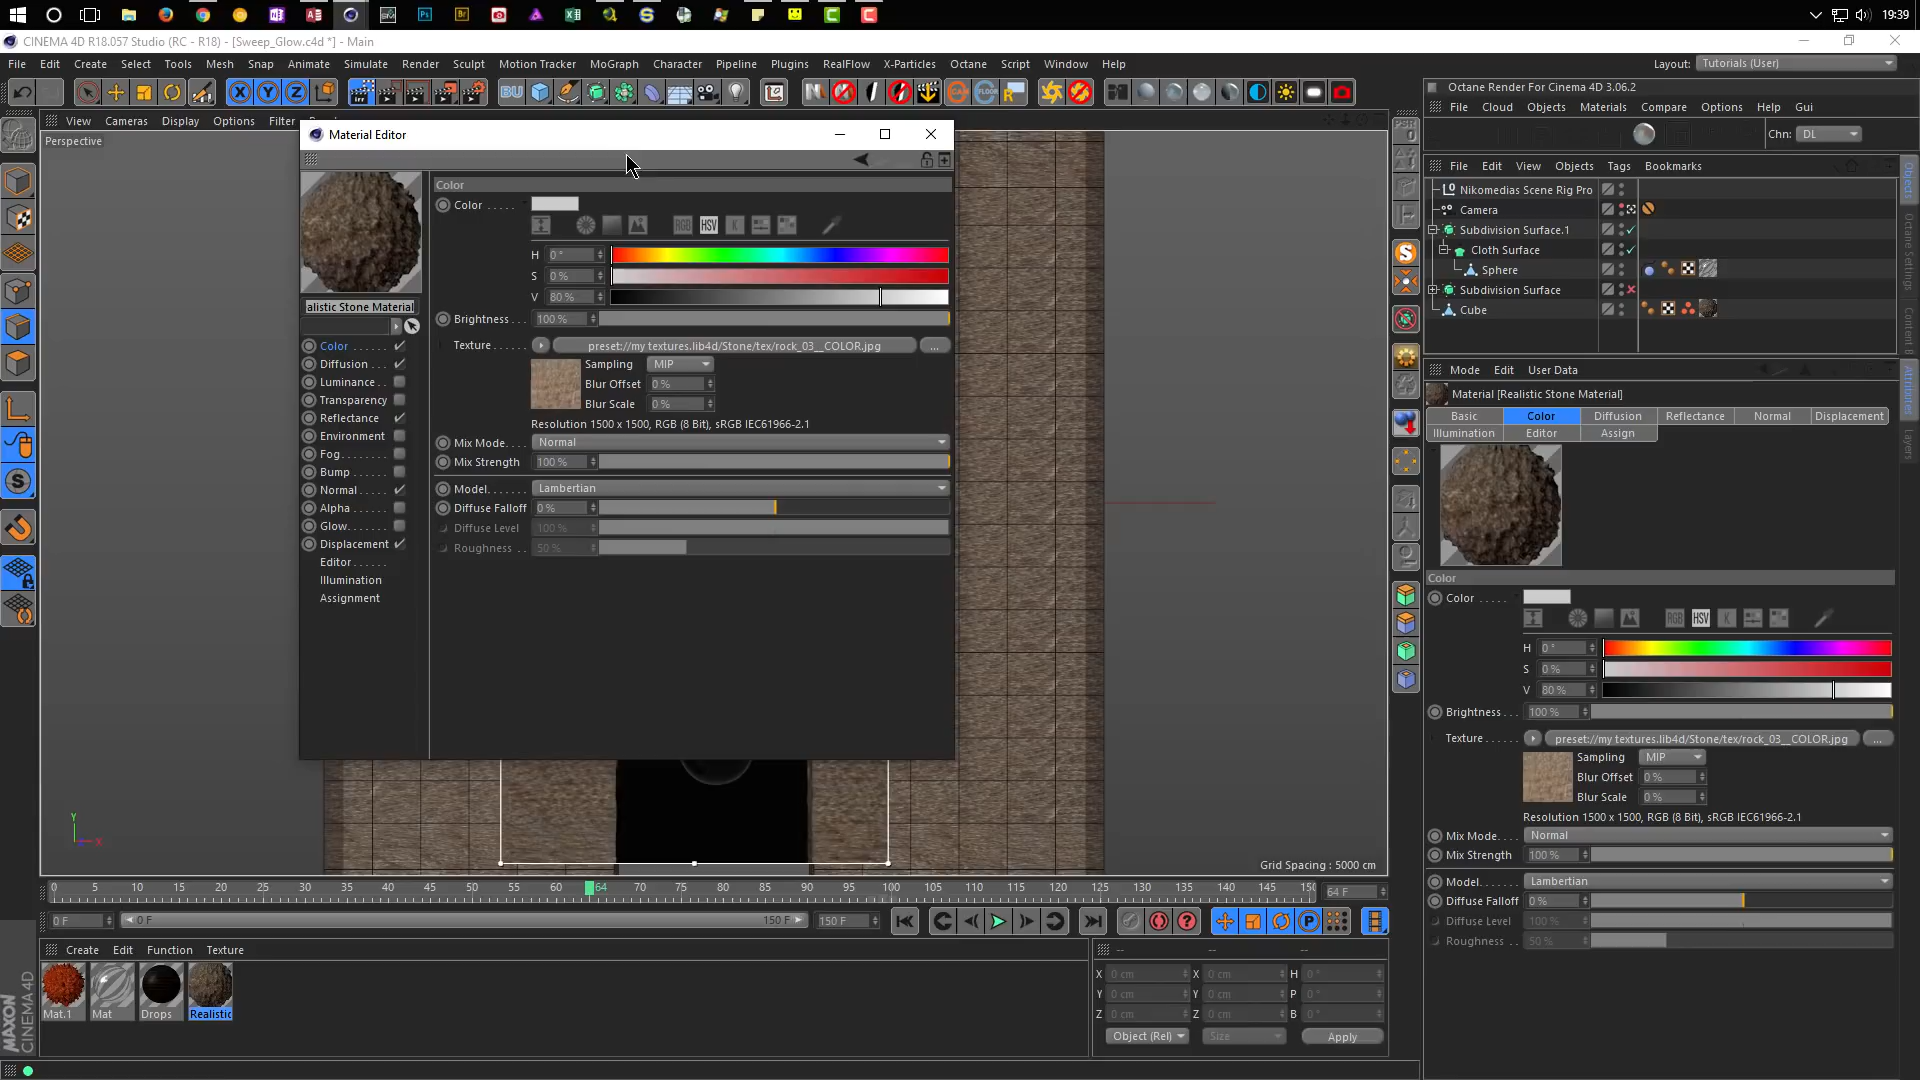 19:39
CINEMA 4D R18.057 Studio (RC - R18) - [Sweep_Glow.c4d *] - Main
File Edit Create Select Tools Mesh Snap Animate Simulate Render Sculpt Motion Tracker MoGraph Character Pipeline Plugins RealFlow X-Particles Octane Script Window Help
Layout: Tutorials (User)
View Cameras Display Options Filter
Perspective
Material Editor
alistic Stone Material
Color
Diffusion
Luminance
Transparency
Reflectance
Environment
Fog
Bump
Normal
Alpha
Glow
Displacement
Editor
Illumination
Assignment
Color
Color
RGB HSV K
H 0 °
S 0 %
V 80 %
Brightness 100 %
Texture preset://my textures.lib4d/Stone/tex/rock_03__COLOR.jpg ...
Sampling MIP
Blur Offset 0 %
Blur Scale 0 %
Resolution 1500 x 1500, RGB (8 Bit), sRGB IEC61966-2.1
Mix Mode Normal
Mix Strength 100 %
Model Lambertian
Diffuse Falloff 0 %
Diffuse Level 100 %
Roughness 50 %
Y
X
Grid Spacing : 5000 cm
0 5 10 15 20 25 30 35 40 45 50 55 60 64 70 75 80 85 90 95 100 105 110 115 120 125 130 135 140 145 150
64 F
0 F 0 F 150 F 150 F
Create Edit Function Texture
Mat.1 Mat Drops Realistic
MAXON CINEMA 4D
-- -- --
X 0 cm X 0 cm H 0 °
Y 0 cm Y 0 cm P 0 °
Z 0 cm Z 0 cm B 0 °
Object (Rel) Size Apply
PSR
0
Octane Render For Cinema 4D 3.06.2
File Cloud Objects Materials Compare Options Help Gui
Chn: DL
File Edit View Objects Tags Bookmarks
Nikomedias Scene Rig Pro
Camera
Subdivision Surface.1
Cloth Surface
Sphere
Subdivision Surface
Cube
Mode Edit User Data
Material [Realistic Stone Material]
Basic Color Diffusion Reflectance Normal Displacement
Illumination Editor Assign
Color
Color
RGB HSV K
H 0 °
S 0 %
V 80 %
Brightness 100 %
Texture preset://my textures.lib4d/Stone/tex/rock_03__COLOR.jpg ...
Sampling MIP
Blur Offset 0 %
Blur Scale 0 %
Resolution 1500 x 1500, RGB (8 Bit), sRGB IEC61966-2.1
Mix Mode Normal
Mix Strength 100 %
Model Lambertian
Diffuse Falloff 0 %
Diffuse Level 100 %
Roughness 50 %
Objects
Octane Settings
Content B
Attributes
Layers